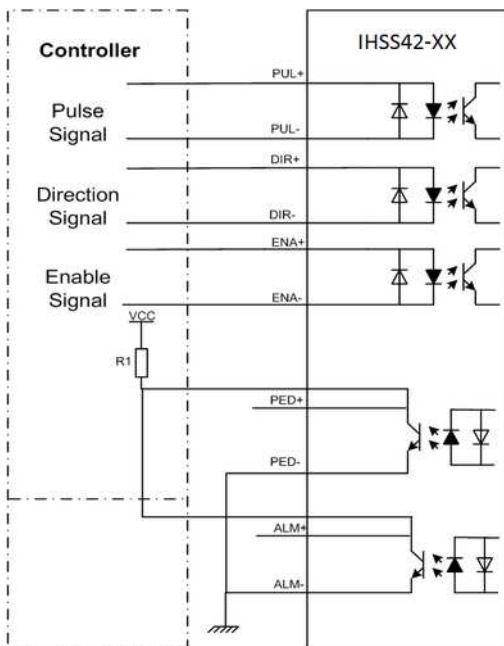 IHSS42-XX
Controller
PUL+
Pulse
Signal
PUL-
DIR+
Direction
Signal
DIR-
ENA+
Enable
Signal
ENA-
VCC
R1
PED+
PED-
ALM+
ALM-